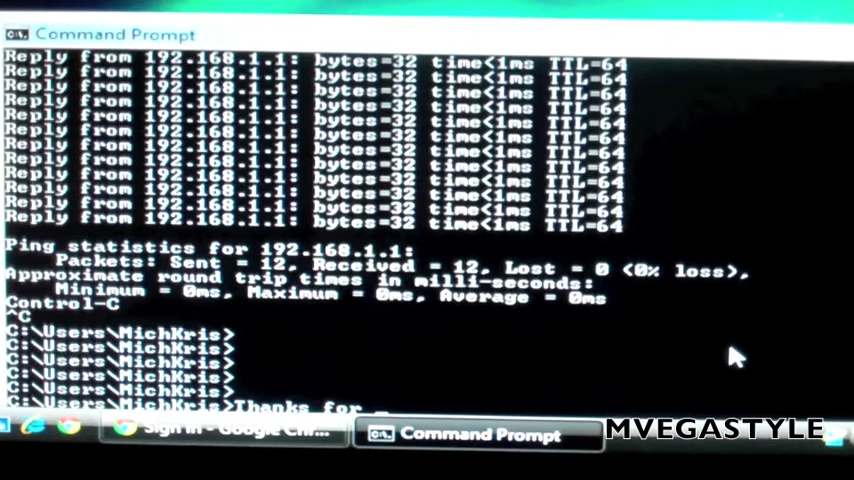 Command Prompt
Reply from 192.168.1.1: bytes=32 time<1ms TTL=64
Reply from 192.168.1.1: bytes=32 time<1ms TTL=64
Reply from 192.168.1.1: bytes=32 time<1ms TTL=64
Reply from 192.168.1.1: bytes=32 time<1ms TTL=64
Reply from 192.168.1.1: bytes=32 time<1ms TTL=64
Reply from 192.168.1.1: bytes=32 time<1ms TTL=64
Reply from 192.168.1.1: bytes=32 time<1ms TTL=64
Reply from 192.168.1.1: bytes=32 time<1ms TTL=64
Reply from 192.168.1.1: bytes=32 time<1ms TTL=64
Reply from 192.168.1.1: bytes=32 time<1ms TTL=64
Reply from 192.168.1.1: bytes=32 time<1ms TTL=64
Reply from 192.168.1.1: bytes=32 time<1ms TTL=64
Ping statistics for 192.168.1.1:
Packets: Sent = 12, Received = 12, Lost = 0 (0% loss),
Approximate round trip times in milli-seconds:
Minimum = 0ms, Maximum = 0ms, Average = 0ms
Control-C
^C
C:\Users\MichKris>
C:\Users\MichKris>
C:\Users\MichKris>
C:\Users\MichKris>
C:\Users\MichKris>
C:\Users\MichKris>Thanks for _
Sign in - Google Chr...
Command Prompt
MVEGASTYLE